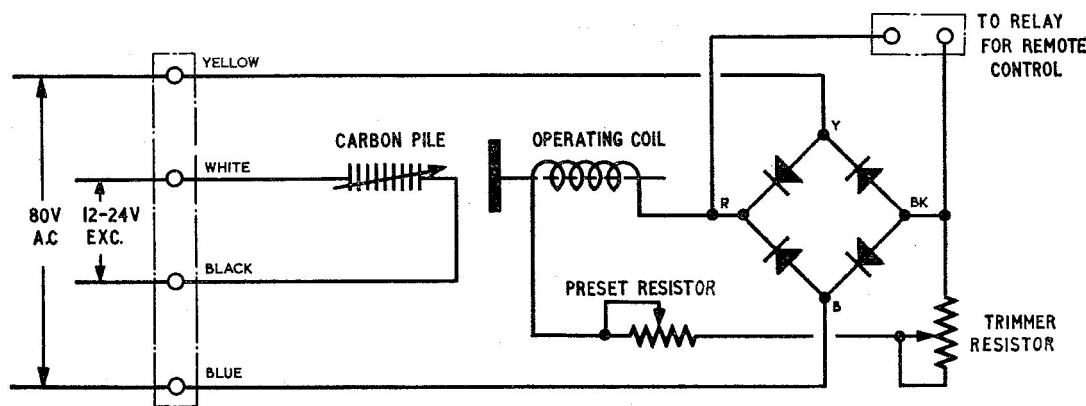 TO RELAY
FOR REMOTE
CONTROL
YELLOW
Y
CARBON PILE
OPERATING COIL
WHITE
80V
A.C
12-24V
EXC.
R
BK
BLACK
PRESET RESISTOR
B
TRIMMER
RESISTOR
BLUE